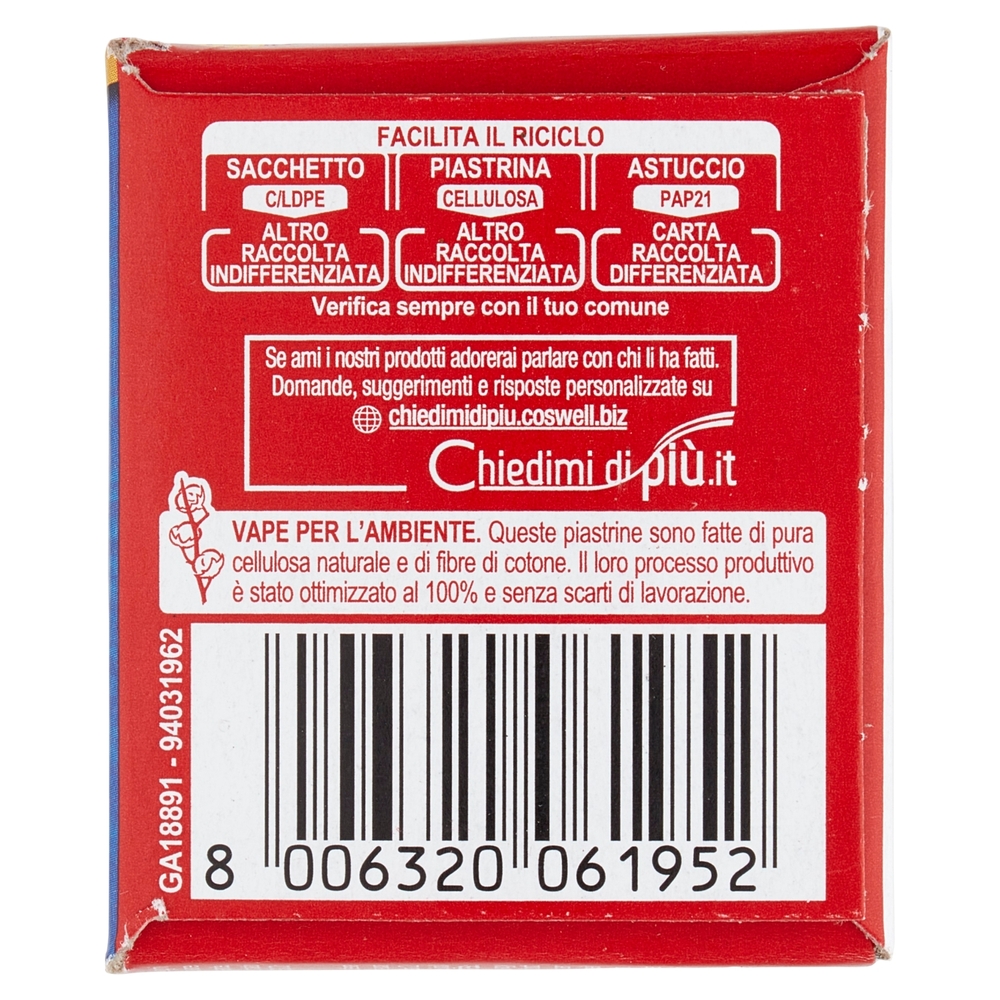 FACILITA IL RICICLO
SACCHETTO
C/LDPE
ALTRO
RACCOLTA
INDIFFERENZIATA
PIASTRINA
CELLULOSA
ALTRO
RACCOLTA
INDIFFERENZIATA
ASTUCCIO
PAP21
CARTA
RACCOLTA
DIFFERENZIATA
Verifica sempre con il tuo comune
Se ami i nostri prodotti adorerai parlare con chi li ha fatti.
Domande, suggerimenti e risposte personalizzate su
chiedimidipiu.coswell.biz
Chiedimi di più.it
VAPE PER L'AMBIENTE. Queste piastrine sono fatte di pura
cellulosa naturale e di fibre di cotone. Il loro processo produttivo
è stato ottimizzato al 100% e senza scarti di lavorazione.
GA18891 - 94031962
8 006320 061952